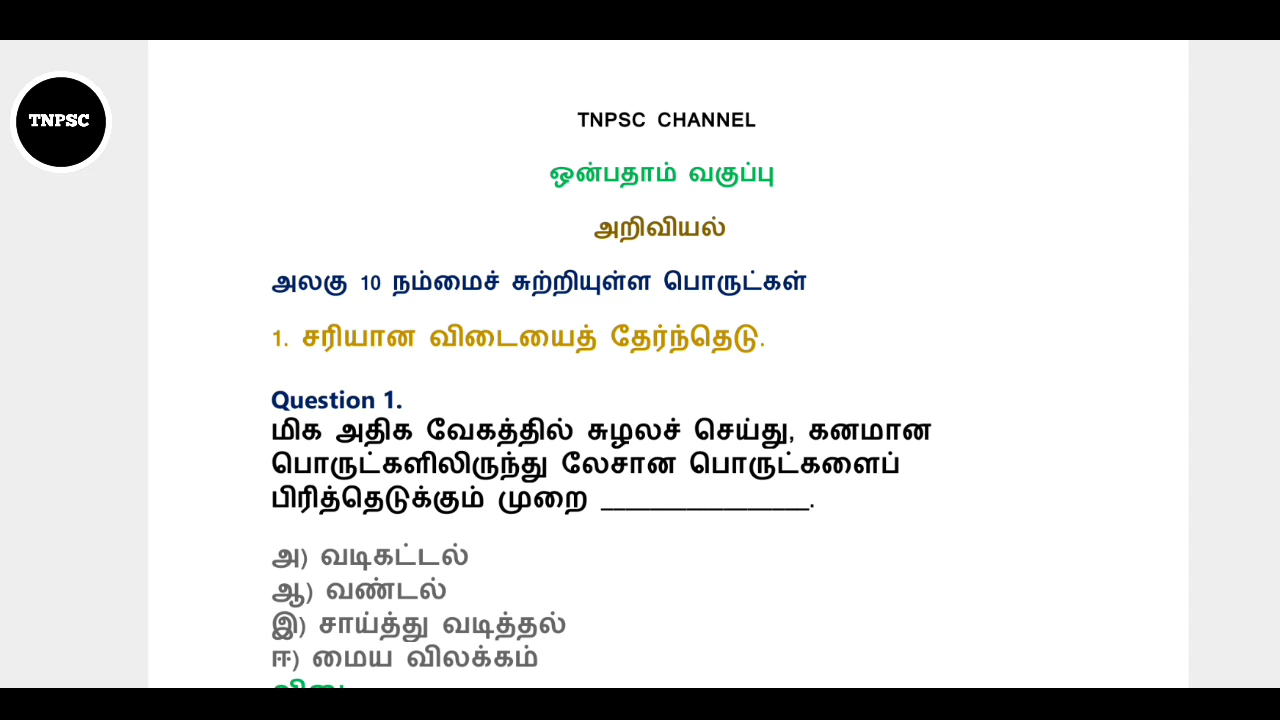 TNPSC
TNPSC CHANNEL
ஒன்பதாம் வகுப்பு
அறிவியல்
அலகு 10 நம்மைச் சுற்றியுள்ள பொருட்கள்
1. சரியான விடையைத் தேர்ந்தெடு.
Question 1.
மிக அதிக வேகத்தில் சுழலச் செய்து, கனமான
பொருட்களிலிருந்து லேசான பொருட்களைப்
பிரித்தெடுக்கும் முறை _________________.
அ) வடிகட்டல்
ஆ) வண்டல்
இ) சாய்த்து வடித்தல்
ஈ) மைய விலக்கம்